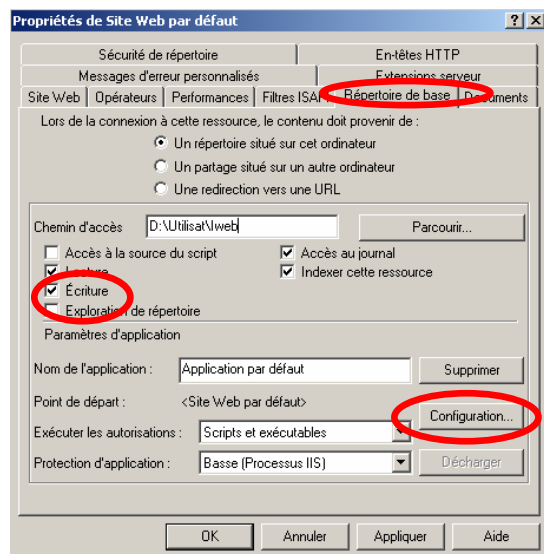 Propriétés de Site Web par défaut ? ×
Sécurité de répertoire En-têtes HTTP
Messages d'erreur personnalisés Extensions serveur
Site Web Opérateurs Performances Filtres ISAPI Répertoire de base Documents
Lors de la connexion à cette ressource, le contenu doit provenir de :
Un répertoire situé sur cet ordinateur
Un partage situé sur un autre ordinateur
Une redirection vers une URL
Chemin d'accès D:\Utilisat\Iweb Parcourir...
Accès à la source du script Accès au journal
Lecture Indexer cette ressource
Écriture
Exploration de répertoire
Paramètres d'application
Nom de l'application : Application par défaut Supprimer
Point de départ : <Site Web par défaut> Configuration...
Exécuter les autorisations : Scripts et exécutables
Protection d'application : Basse (Processus IIS) Décharger
OK Annuler Appliquer Aide